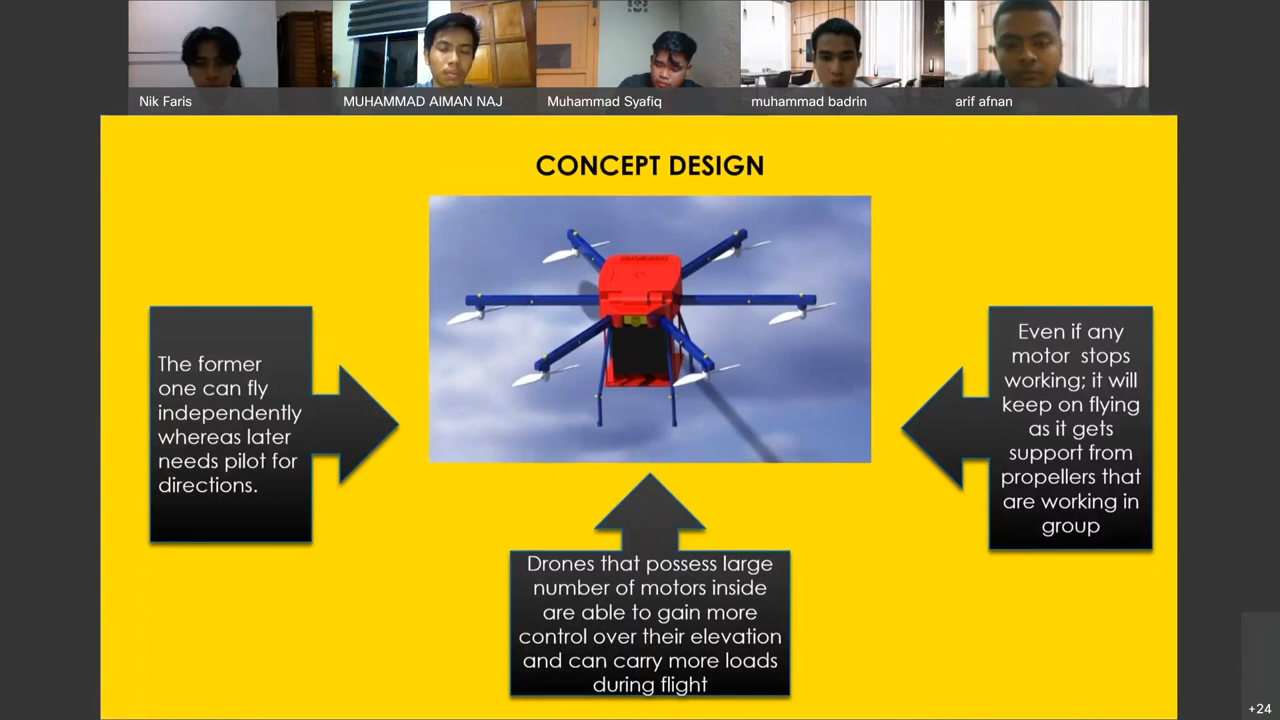 Nik Faris
MUHAMMAD AIMAN NAJ
Muhammad Syafiq
muhammad badrin
arif afnan
CONCEPT DESIGN
The former
one can fly
independently
whereas later
needs pilot for
directions.
Even if any
motor stops
working; it will
keep on flying
as it gets
support from
propellers that
are working in
group
Drones that possess large
number of motors inside
are able to gain more
control over their elevation
and can carry more loads
during flight
+24